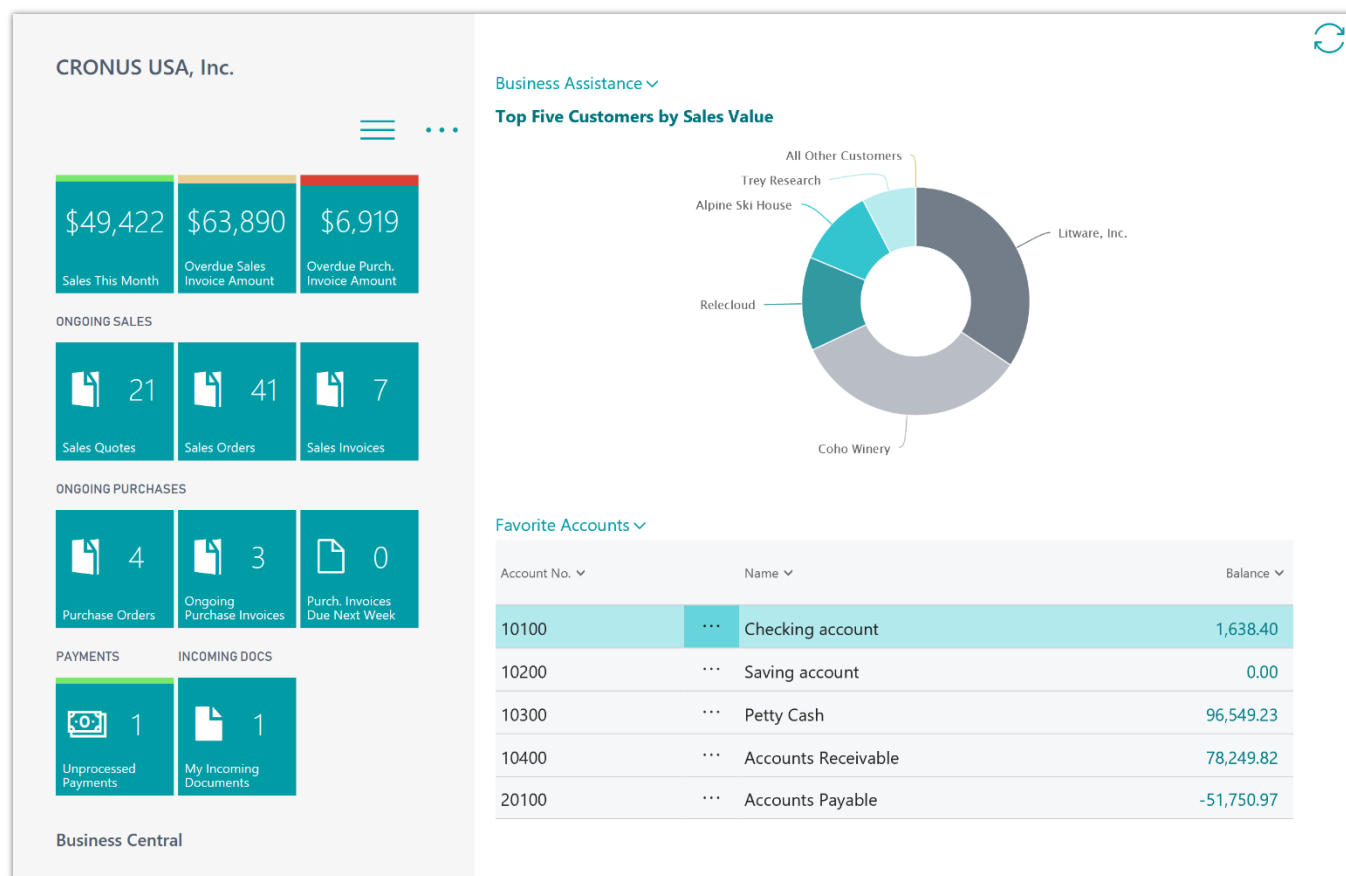 CRONUS USA, Inc.
$49,422
Sales This Month
$63,890
Overdue Sales
Invoice Amount
$6,919
Overdue Purch.
Invoice Amount
ONGOING SALES
21
Sales Quotes
41
Sales Orders
7
Sales Invoices
ONGOING PURCHASES
4
Purchase Orders
3
Ongoing
Purchase Invoices
0
Purch. Invoices
Due Next Week
PAYMENTS
INCOMING DOCS
1
Unprocessed
Payments
1
My Incoming
Documents
Business Central
Business Assistance
Top Five Customers by Sales Value
All Other Customers
Trey Research
Alpine Ski House
Litware, Inc.
Relecloud
Coho Winery
Favorite Accounts
Account No. Name Balance
10100 ... Checking account 1,638.40
10200 ... Saving account 0.00
10300 ... Petty Cash 96,549.23
10400 ... Accounts Receivable 78,249.82
20100 ... Accounts Payable -51,750.97